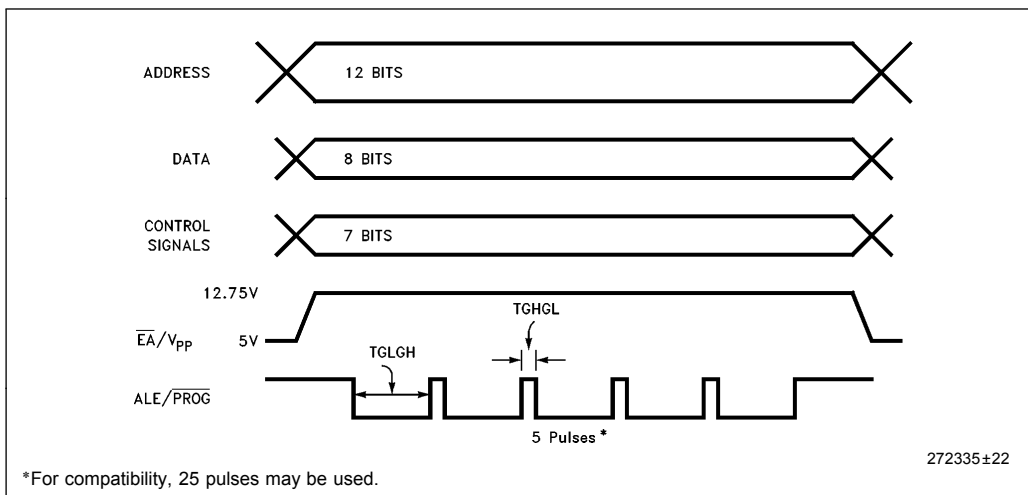 ADDRESS
12 BITS
DATA
8 BITS
CONTROL
SIGNALS
7 BITS
12.75V
TGHGL
EA/VPP
5V
TGLGH
ALE/PROG
5 Pulses*
272335±22
*For compatibility, 25 pulses may be used.